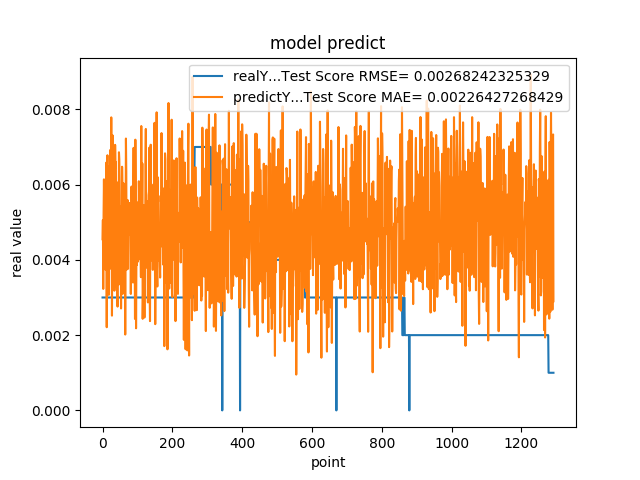 model predict
realY...Test Score RMSE= 0.00268242325329
predictY...Test Score MAE= 0.00226427268429
0.008
0.006
0.004
0.002
0.000
real value
0 200 400 600 800 1000 1200
point